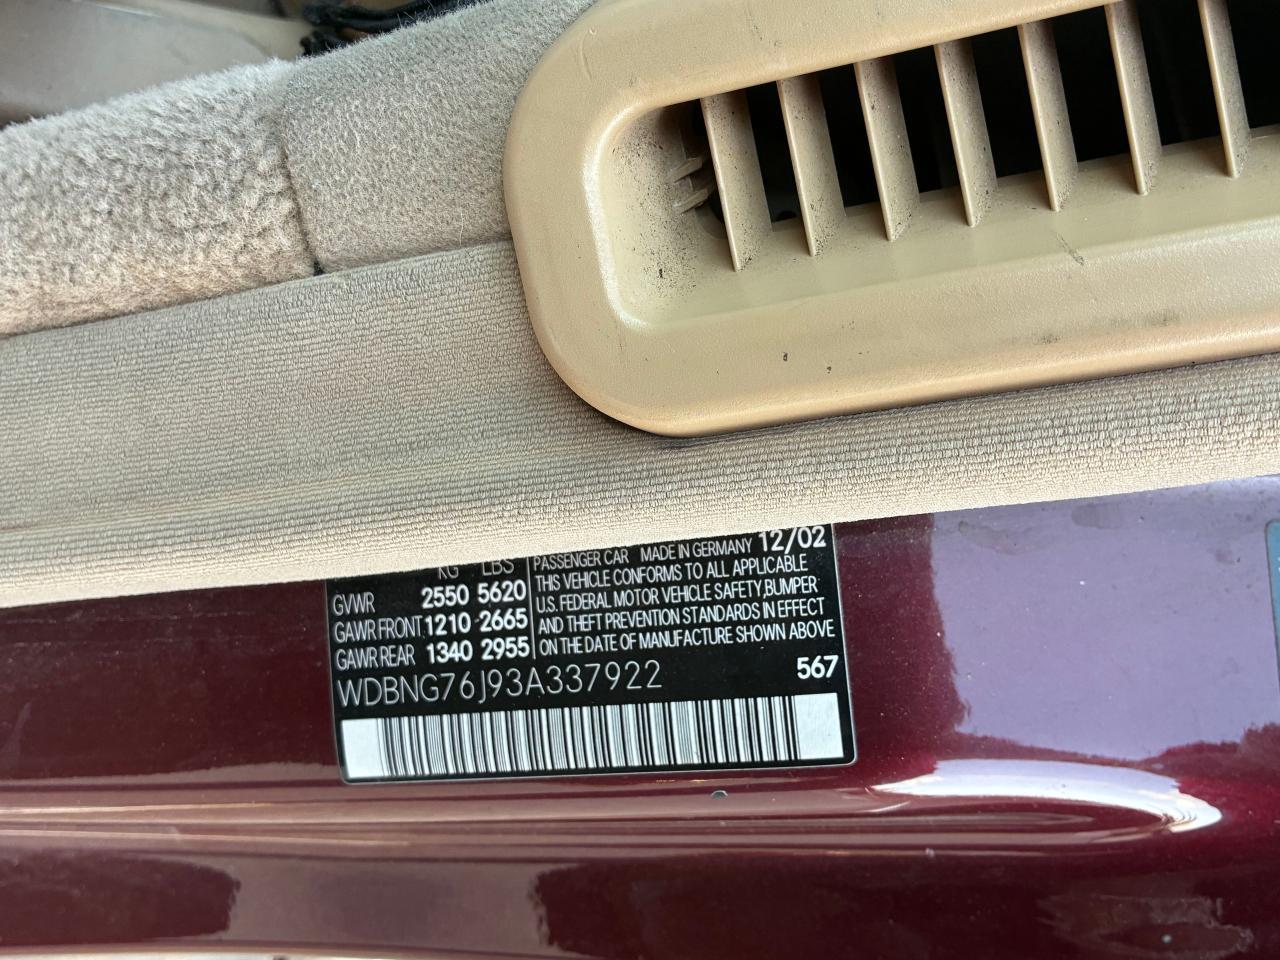 KG LBS
GVWR 2550 5620
GAWR FRONT 1210 2665
GAWR REAR 1340 2955
PASSENGER CAR MADE IN GERMANY 12/02
THIS VEHICLE CONFORMS TO ALL APPLICABLE
U.S. FEDERAL MOTOR VEHICLE SAFETY, BUMPER
AND THEFT PREVENTION STANDARDS IN EFFECT
ON THE DATE OF MANUFACTURE SHOWN ABOVE
WDBNG76J93A337922 567